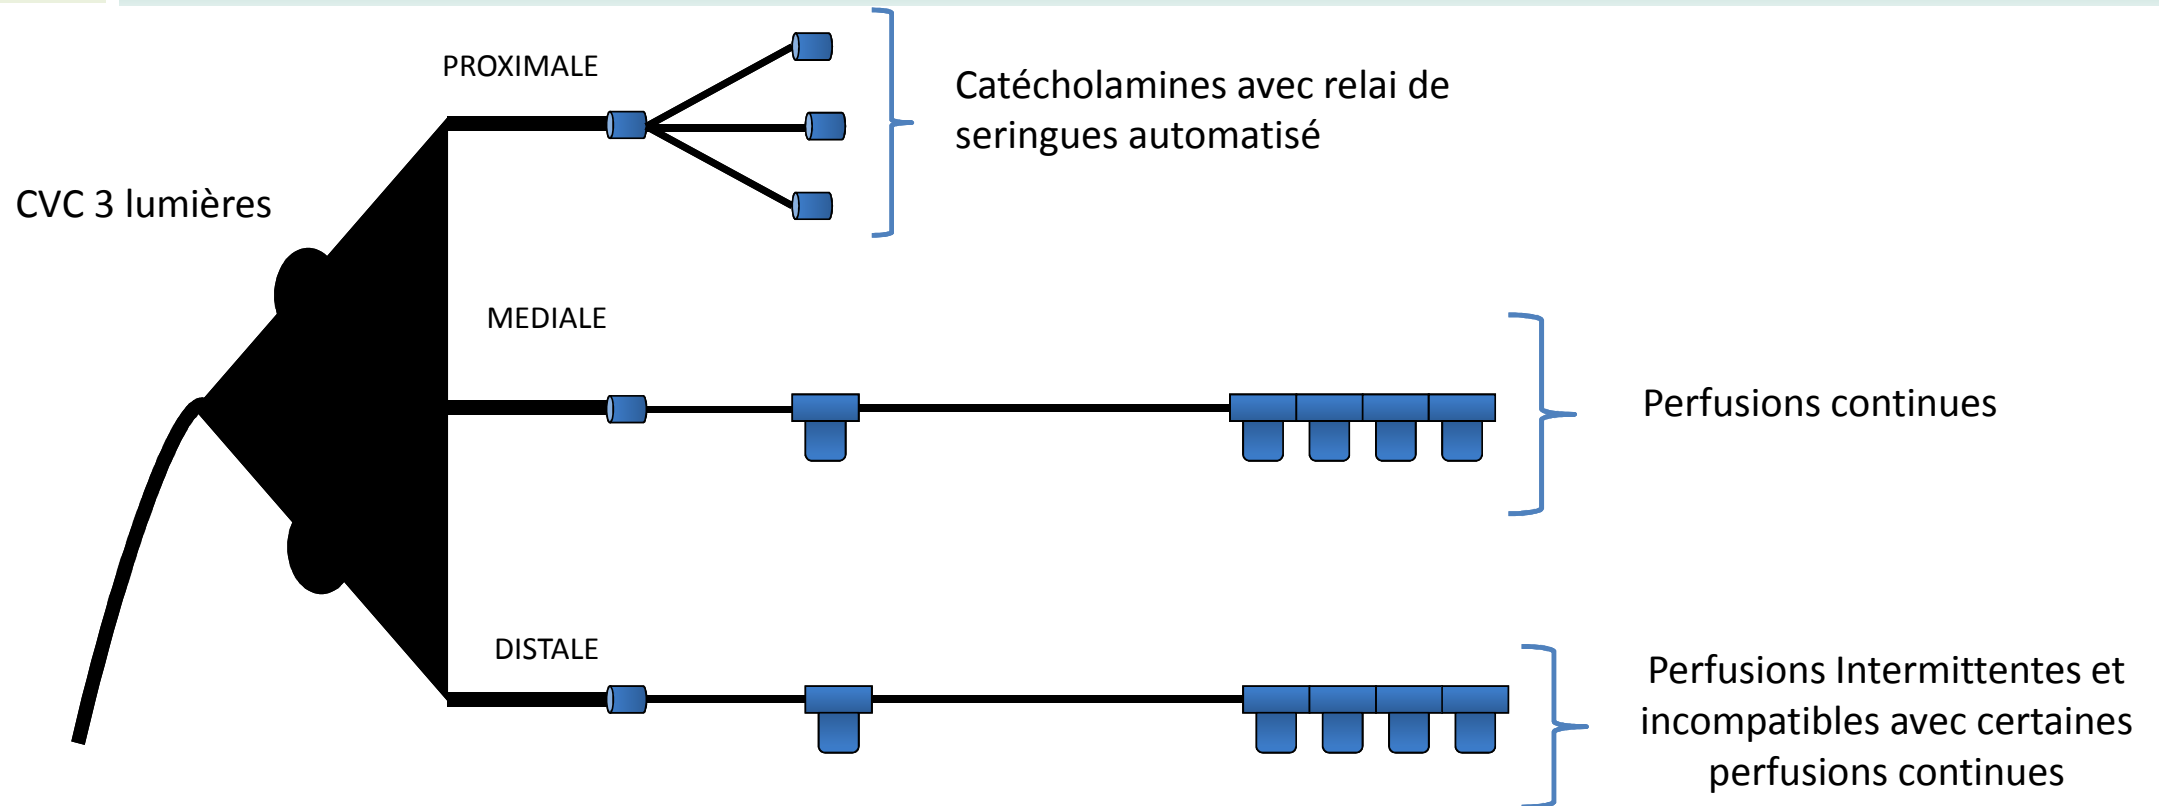 PROXIMALE
Catécholamines avec relai de
seringues automatisé
CVC 3 lumières
MEDIALE
Perfusions continues
DISTALE
Perfusions Intermittentes et
incompatibles avec certaines
perfusions continues